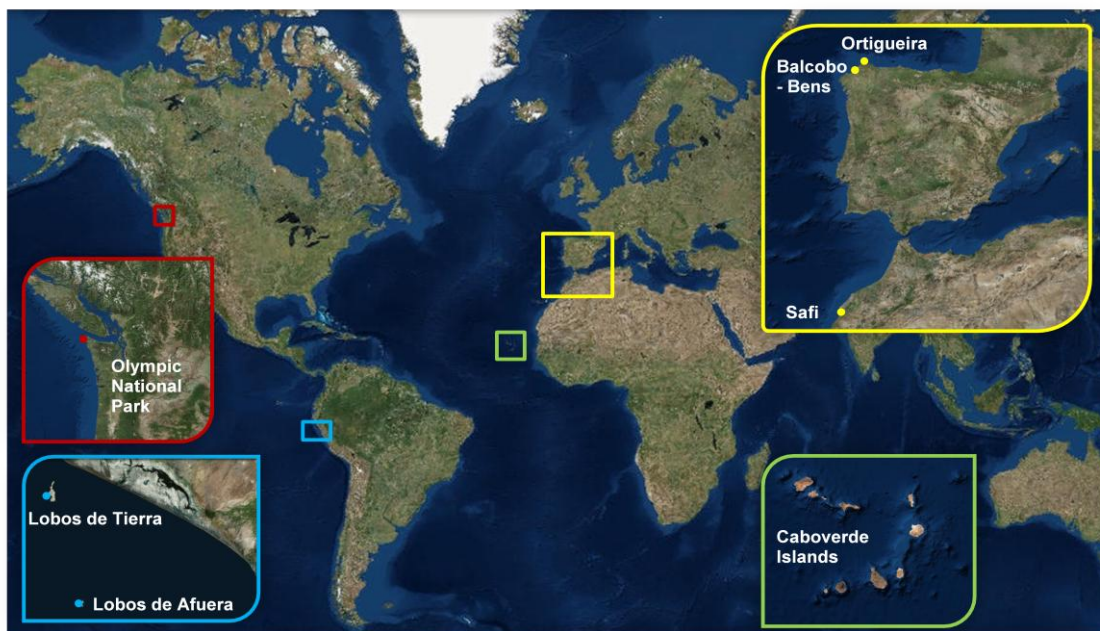 Ortigueira
Balcobo
- Bens
Safi
Olympic
National
Park
Lobos de Tierra
Lobos de Afuera
Caboverde
Islands